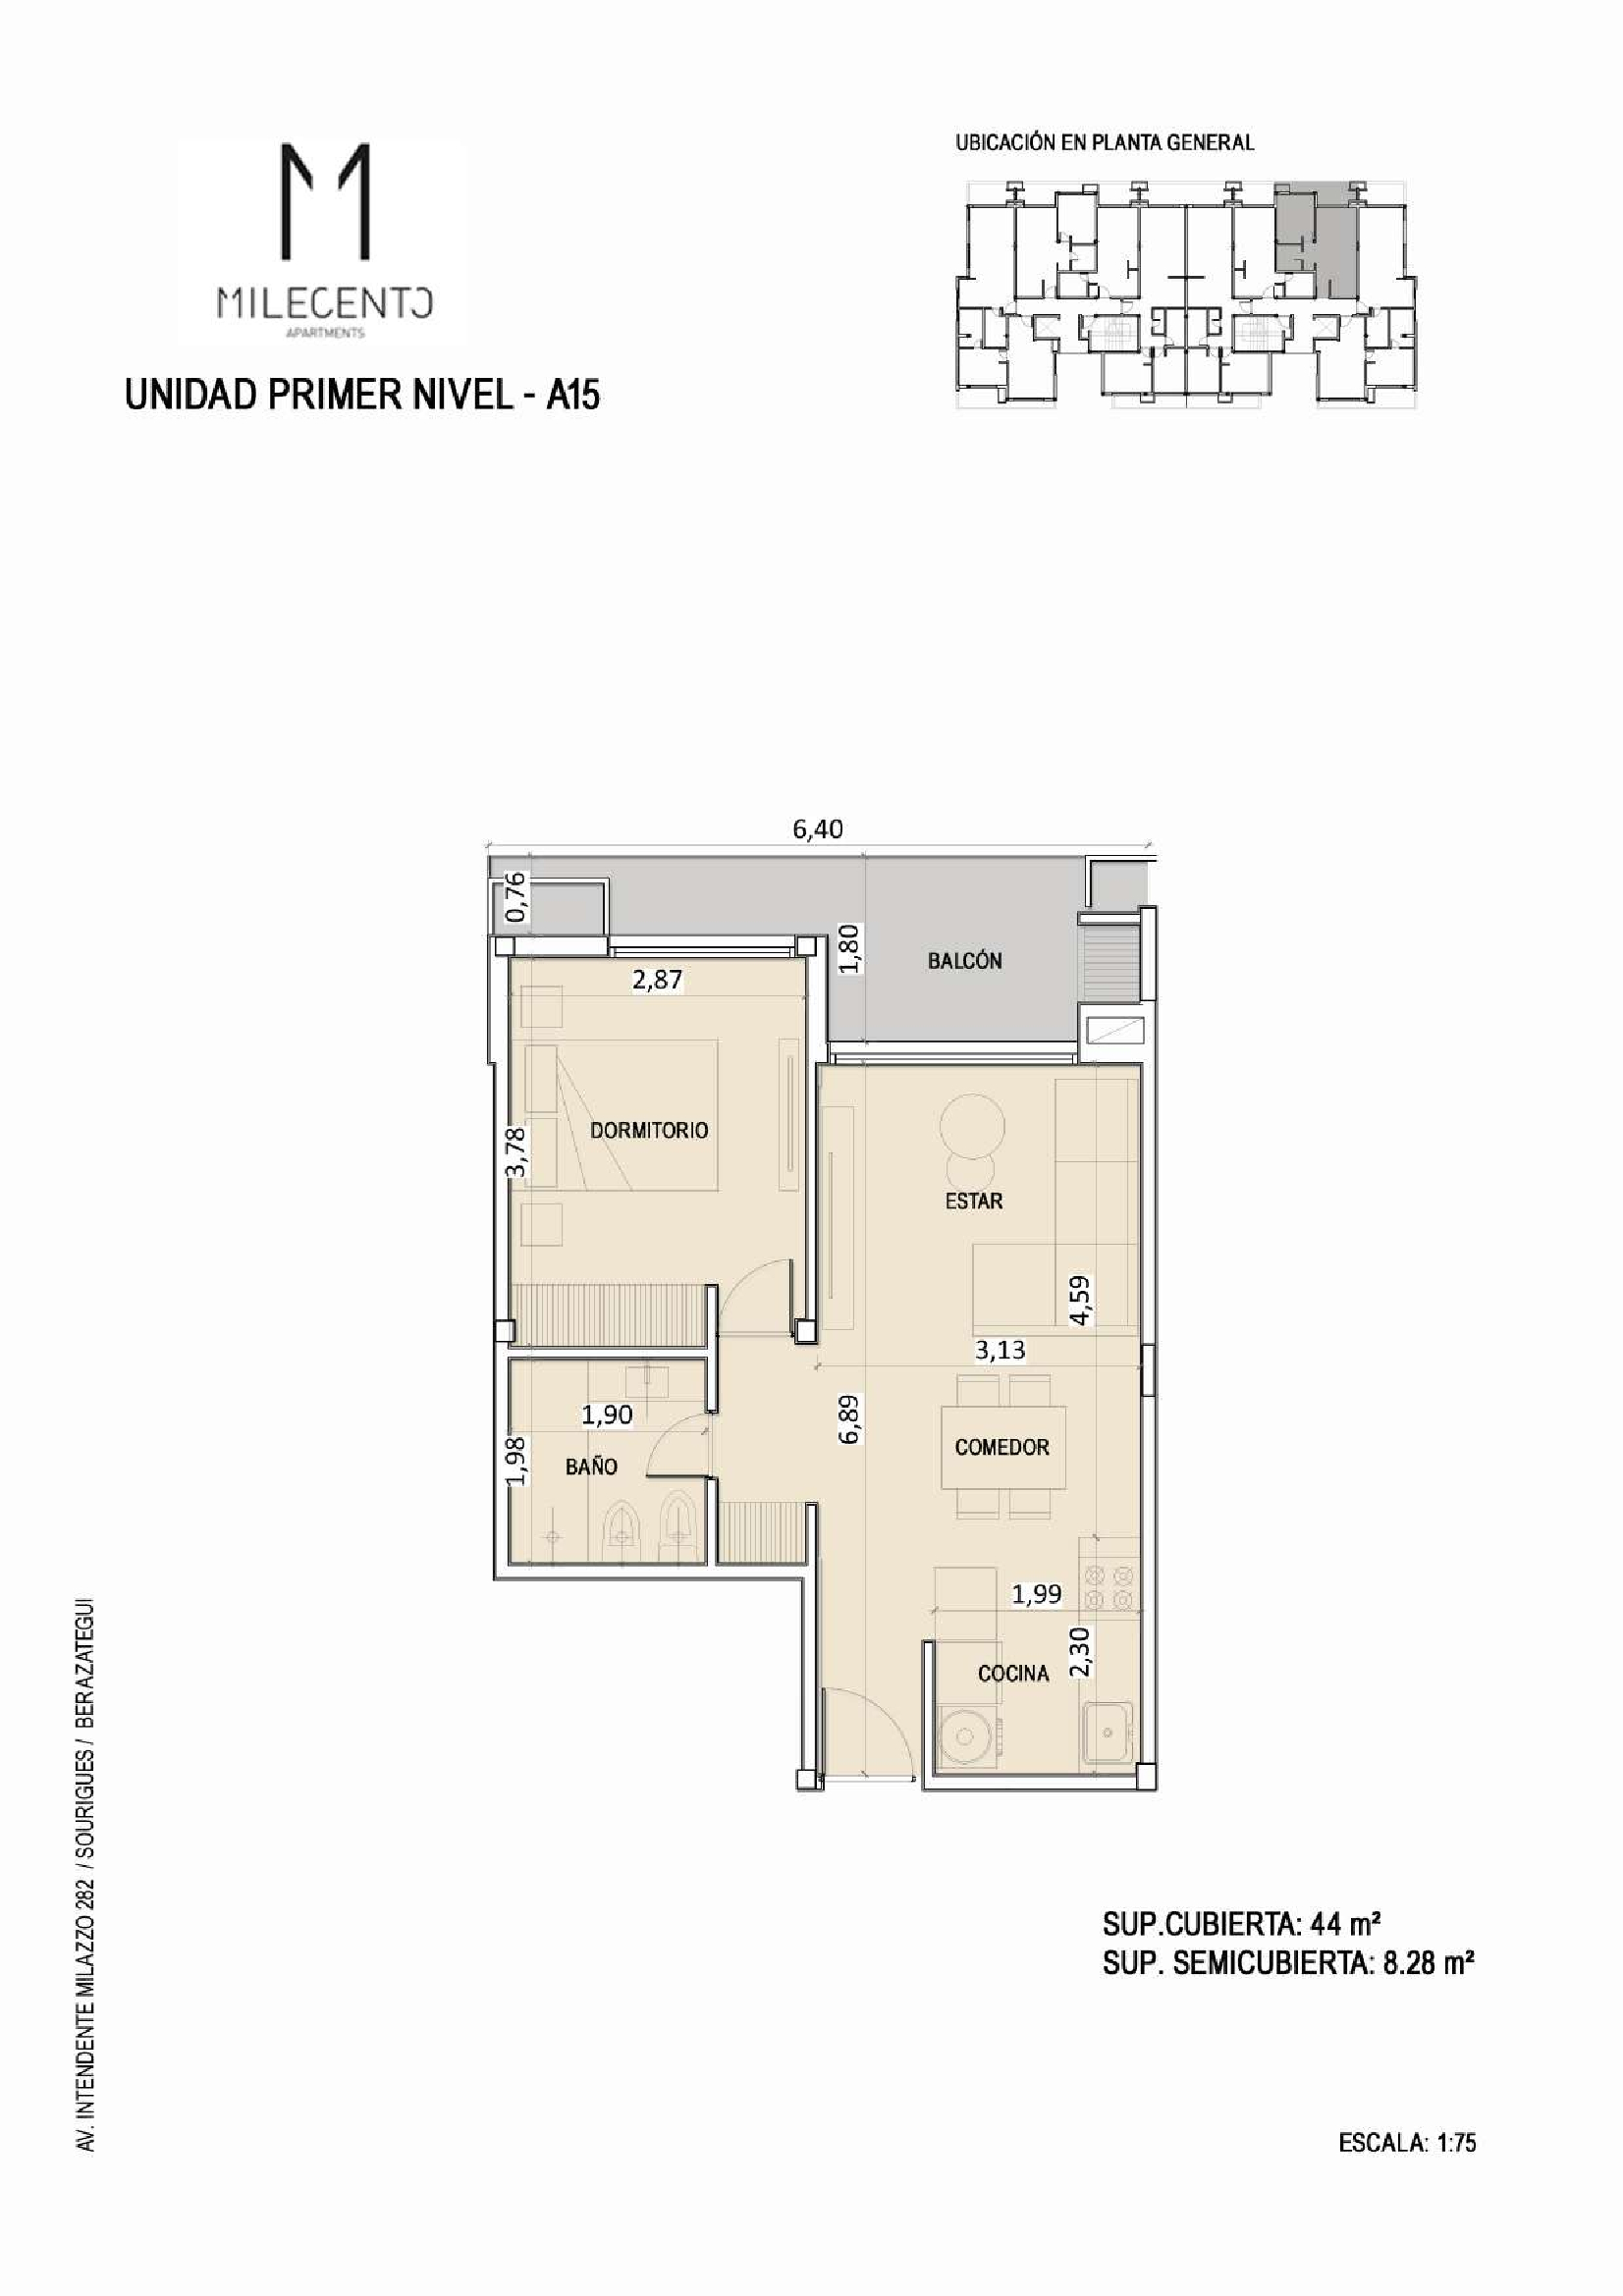 MILECENTO
APARTMENTS
UNIDAD PRIMER NIVEL - A15
UBICACIÓN EN PLANTA GENERAL
6,40
0,76
1,80
BALCÓN
2,87
DORMITORIO
3,78
ESTAR
4,59
3,13
6,89
1,90
1,98
BAÑO
COMEDOR
1,99
2,30
COCINA
AV. INTENDENTE MILAZZO 282 / SOURIGUES / BERAZATEGUI
SUP.CUBIERTA: 44 m²
SUP. SEMICUBIERTA: 8.28 m²
ESCALA: 1:75